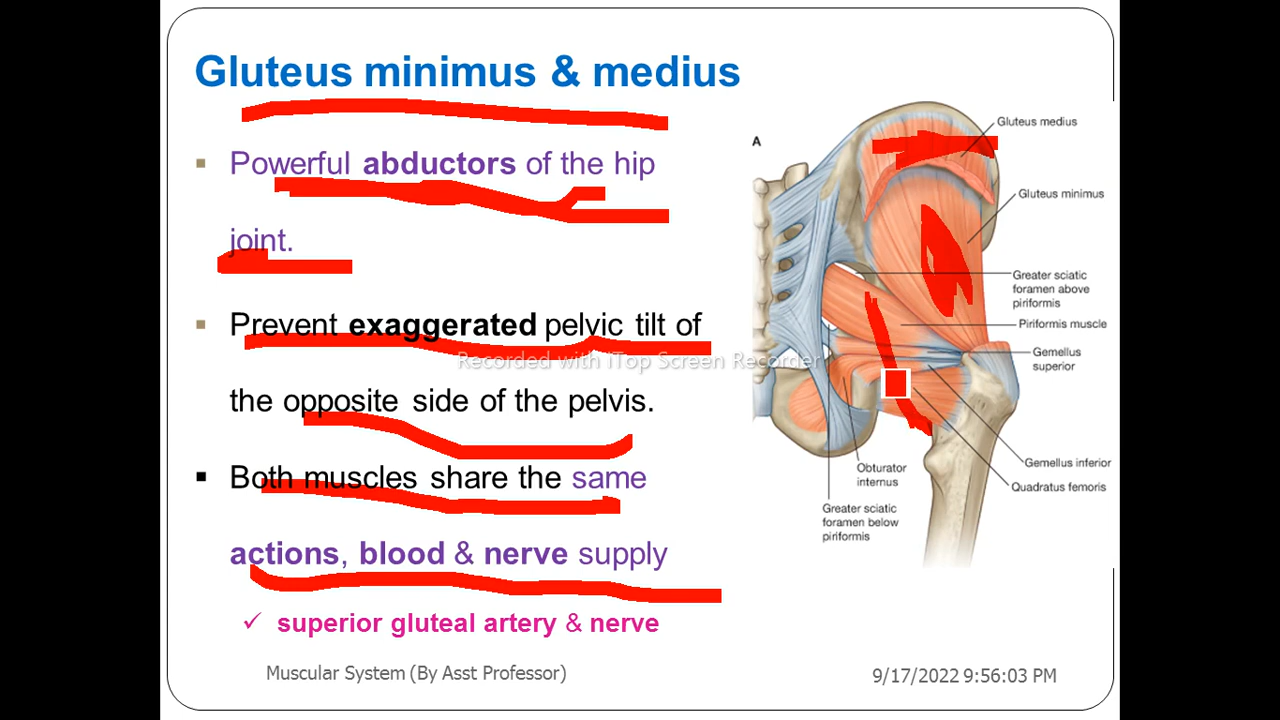 Gluteus minimus & medius
▪ Powerful abductors of the hip
joint.
▪ Prevent exaggerated pelvic tilt of
the opposite side of the pelvis.
▪ Both muscles share the same
actions, blood & nerve supply
✓ superior gluteal artery & nerve
A
Gluteus medius
Gluteus minimus
Greater sciatic
foramen above
piriformis
Piriformis muscle
Gemellus
superior
Gemellus inferior
Quadratus femoris
Obturator
internus
Greater sciatic
foramen below
piriformis
Recorded with iTop Screen Recorder
Muscular System (By Asst Professor)
9/17/2022 9:56:03 PM